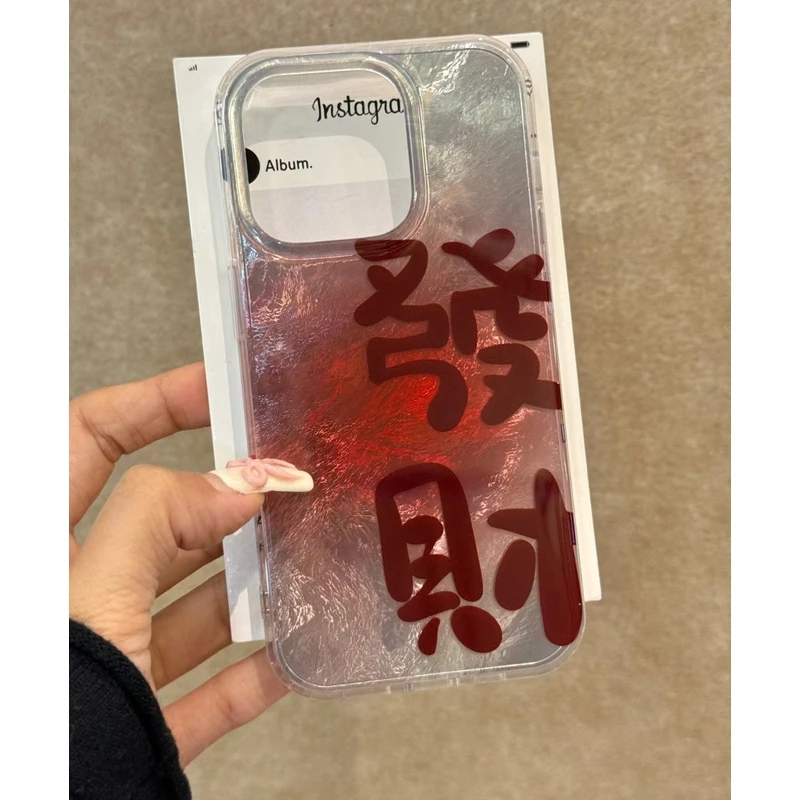 Instagra
Album.
發
財